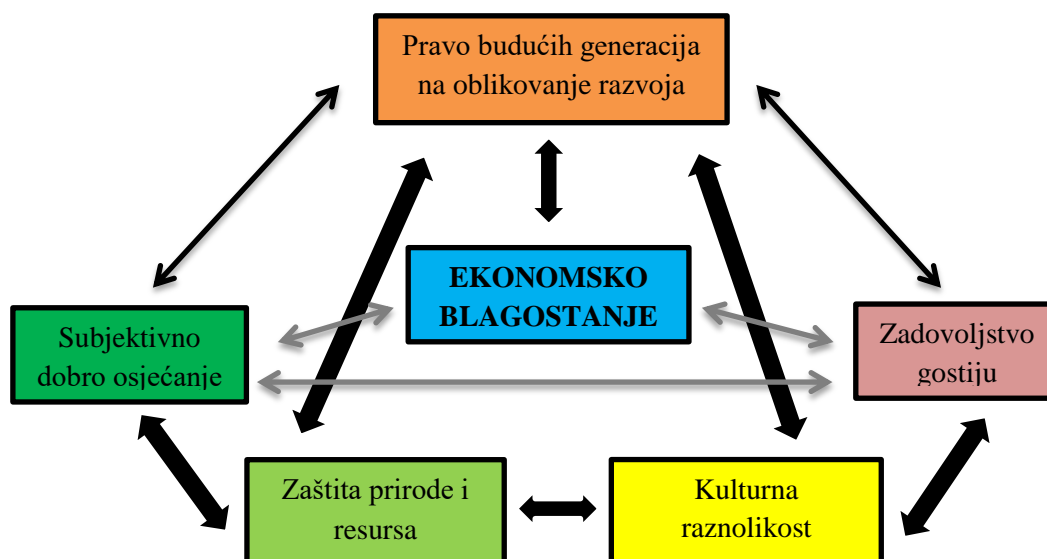 Pravo budućih generacija
na oblikovanje razvoja
EKONOMSKO
BLAGOSTANJE
Subjektivno
dobro osjećanje
Zadovoljstvo
gostiju
Zaštita prirode i
resursa
Kulturna
raznolikost